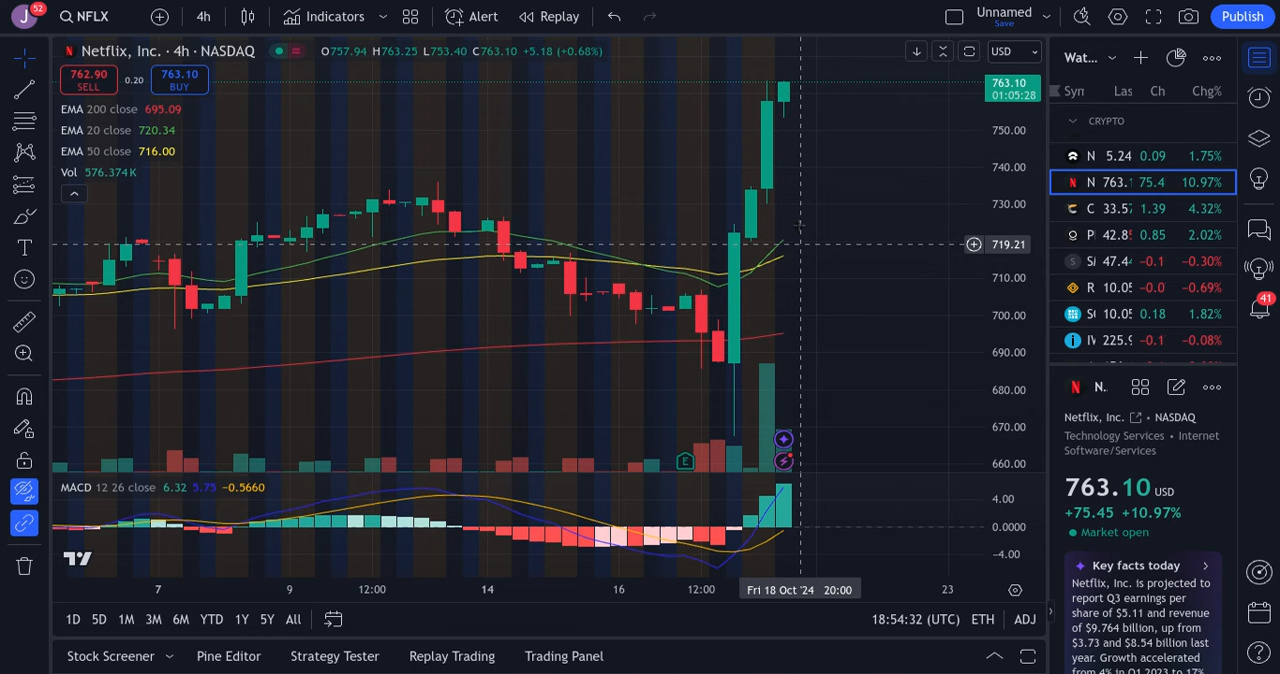 J 52 NFLX 4h Indicators Alert Replay Unnamed Save Publish
Netflix, Inc. · 4h · NASDAQ O757.94 H763.25 L753.40 C763.10 +5.18 (+0.68%) USD
762.90 SELL 0.20 763.10 BUY
EMA 200 close 695.09
EMA 20 close 720.34
EMA 50 close 716.00
Vol 576.374K
763.10
01:05:28
750.00
740.00
730.00
719.21
710.00
700.00
690.00
680.00
670.00
660.00
E
MACD 12 26 close 6.32 5.75 −0.5660
4.00
0.0000
−4.00
7 9 12:00 14 16 12:00 Fri 18 Oct '24 20:00 23
1D 5D 1M 3M 6M YTD 1Y 5Y All 18:54:32 (UTC) ETH ADJ
Stock Screener Pine Editor Strategy Tester Replay Trading Trading Panel
Wat...
Syn Las Ch Chg%
CRYPTO
N 5.24 0.09 1.75%
N 763.1 75.4 10.97%
C 33.57 1.39 4.32%
P 42.85 0.85 2.02%
47.44 -0.1 -0.30%
R 10.05 -0.0 -0.69%
10.05 0.18 1.82%
225.9 -0.1 -0.08%
41
N..
Netflix, Inc. · NASDAQ
Technology Services · Internet
Software/Services
763.10 USD
+75.45 +10.97%
Market open
Key facts today
Netflix, Inc. is projected to
report Q3 earnings per
share of $5.11 and revenue
of $9.764 billion, up from
$3.73 and $8.54 billion last
year. Growth accelerated
from 4% in Q1 2023 to 17%